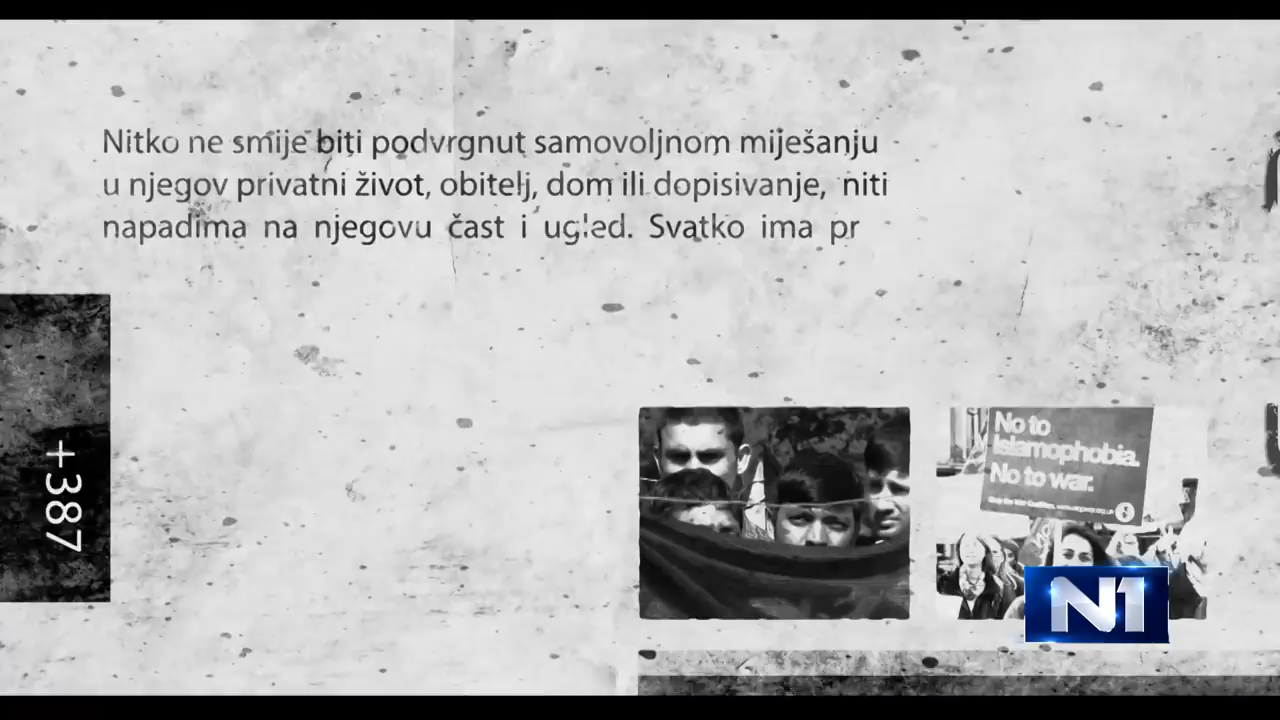 Nitko ne smije biti podvrgnut samovoljnom miješanju
u njegov privatni život, obitelj, dom ili dopisivanje, niti
napadima na njegovu čast i ugled. Svatko ima pr
+387
No to
Islamophobia.
No to war.
N1